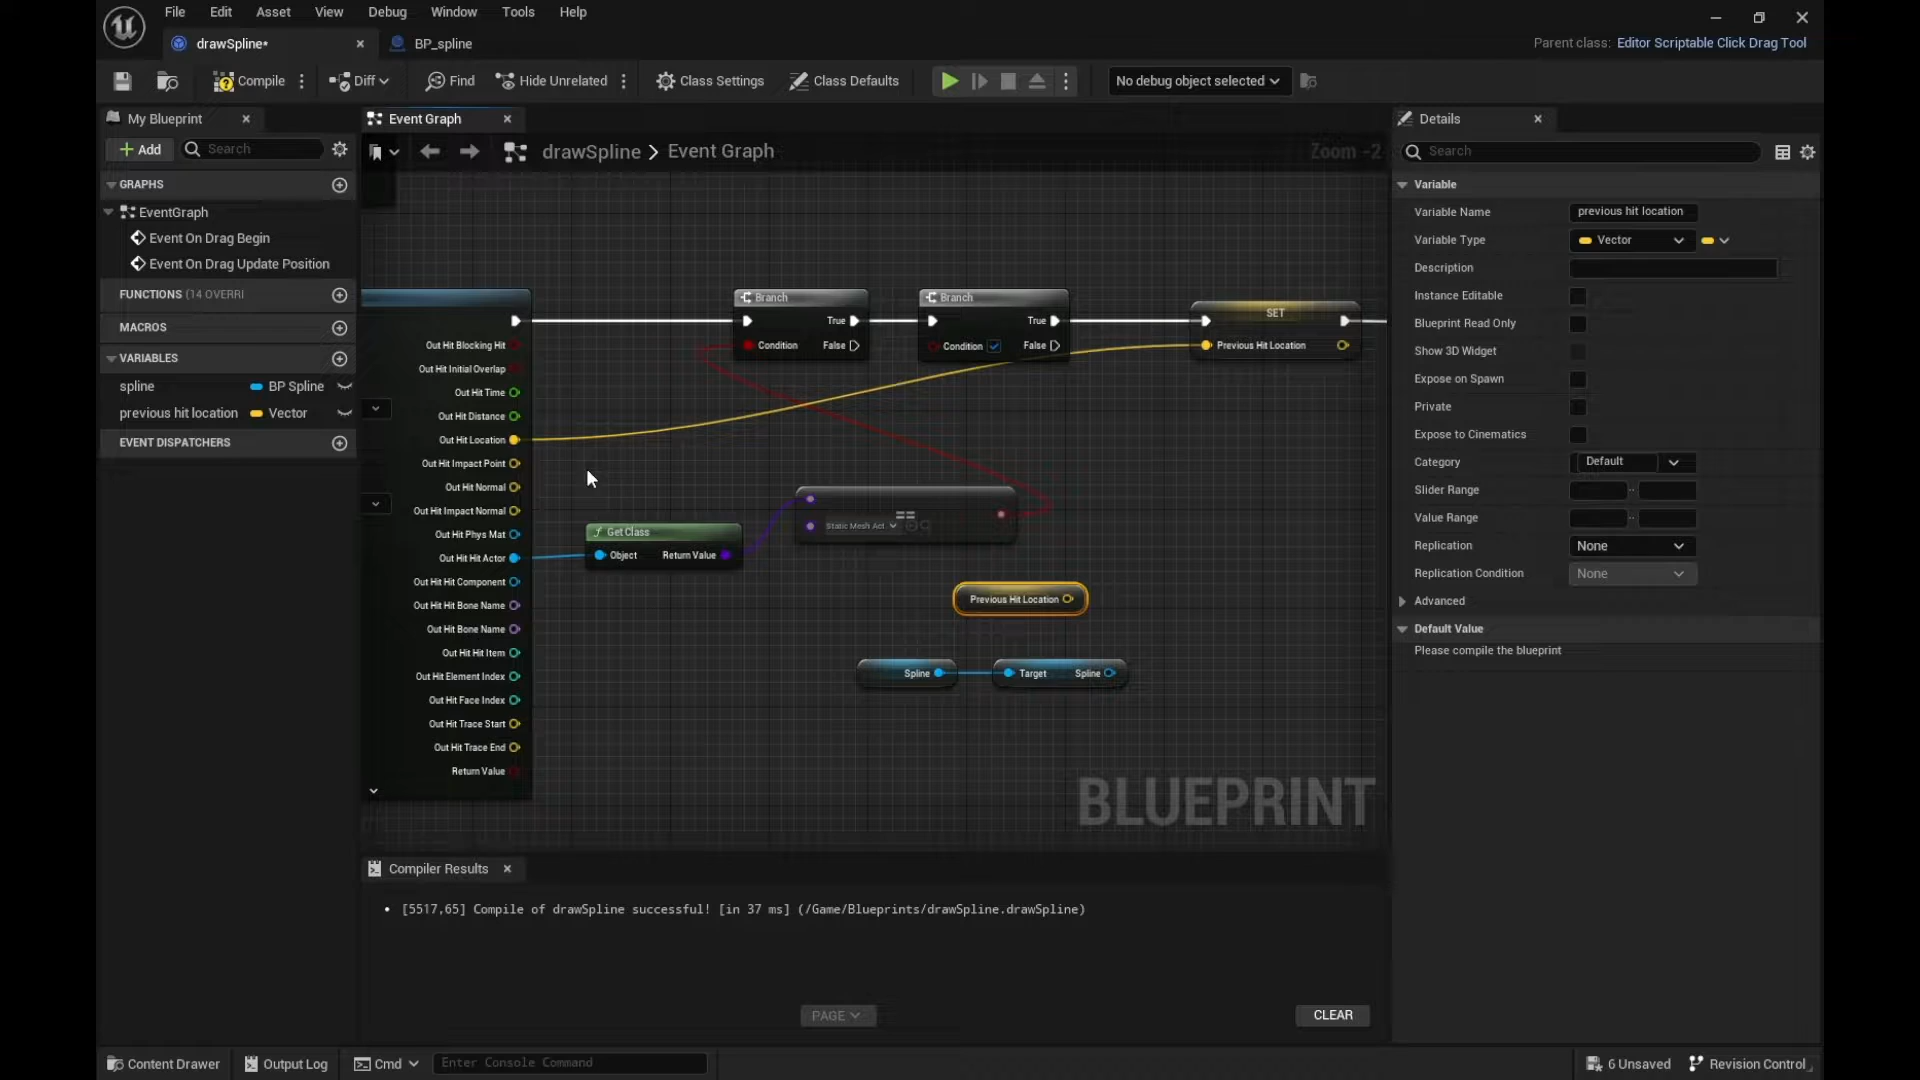 File Edit Asset View Debug Window Tools Help
drawSpline*
BP_spline
Parent class: Editor Scriptable Click Drag Tool
Compile
Diff
Find
Hide Unrelated
Class Settings
Class Defaults
No debug object selected
My Blueprint
Add
Search
GRAPHS
EventGraph
Event On Drag Begin
Event On Drag Update Position
FUNCTIONS (14 OVERRI
MACROS
VARIABLES
spline BP Spline
previous hit location Vector
EVENT DISPATCHERS
Event Graph
drawSpline > Event Graph
Zoom -2
Out Hit Blocking Hit
Out Hit Initial Overlap
Out Hit Time
Out Hit Distance
Out Hit Location
Out Hit Impact Point
Out Hit Normal
Out Hit Impact Normal
Out Hit Phys Mat
Out Hit Hit Actor
Out Hit Hit Component
Out Hit Hit Bone Name
Out Hit Bone Name
Out Hit Hit Item
Out Hit Element Index
Out Hit Face Index
Out Hit Trace Start
Out Hit Trace End
Return Value
Branch
True
Condition False
Branch
True
Condition False
SET
Previous Hit Location
Get Class
Object Return Value
==
Static Mesh Act.
Previous Hit Location
Spline
Target Spline
BLUEPRINT
Compiler Results
• [5517,65] Compile of drawSpline successful! [in 37 ms] (/Game/Blueprints/drawSpline.drawSpline)
PAGE
CLEAR
Details
Search
Variable
Variable Name previous hit location
Variable Type Vector
Description
Instance Editable
Blueprint Read Only
Show 3D Widget
Expose on Spawn
Private
Expose to Cinematics
Category Default
Slider Range ..
Value Range ..
Replication None
Replication Condition None
Advanced
Default Value
Please compile the blueprint
Content Drawer
Output Log
Cmd
Enter Console Command
6 Unsaved
Revision Control